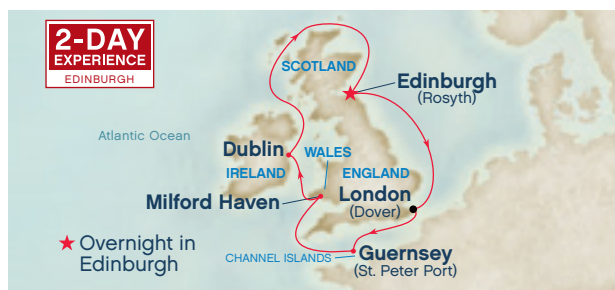 2-DAY
EXPERIENCE
EDINBURGH
SCOTLAND
Edinburgh
(Rosyth)
Atlantic Ocean
Dublin
WALES
IRELAND
ENGLAND
Milford Haven
London
(Dover)
★ Overnight in
Edinburgh
CHANNEL ISLANDS
Guernsey
(St. Peter Port)